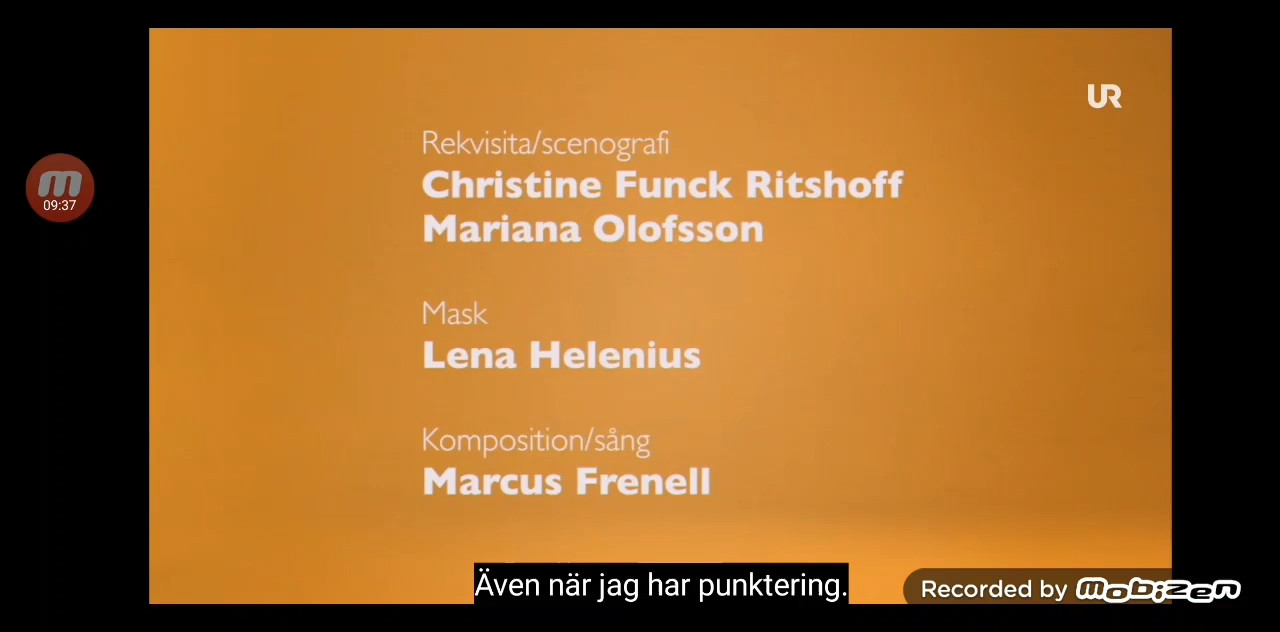 UR
Rekvisita/scenografi
Christine Funck Ritshoff
Mariana Olofsson
09:37
Mask
Lena Helenius
Komposition/sång
Marcus Frenell
Även när jag har punktering.
Recorded by Mobizen